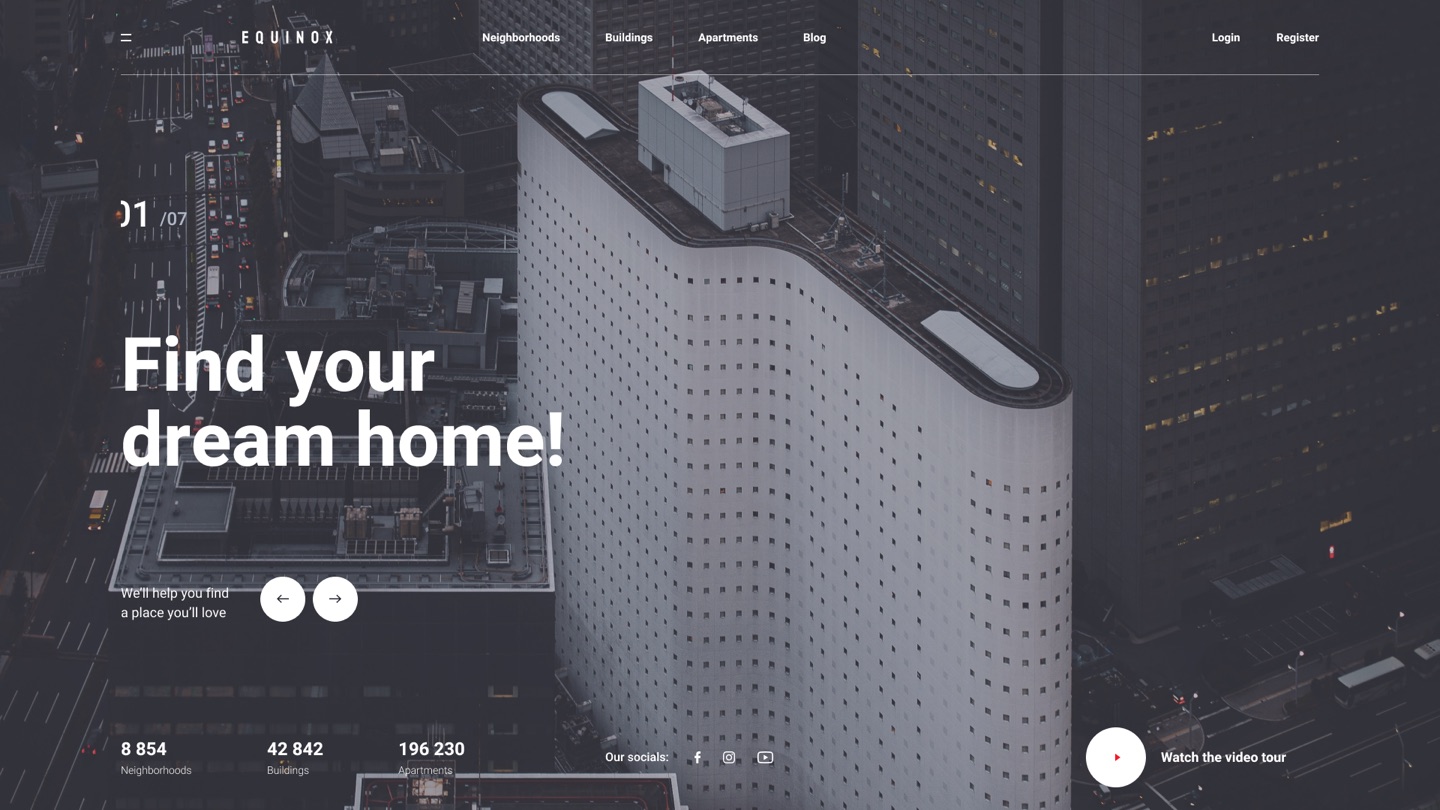 EQUINOX
Neighborhoods
Buildings
Apartments
Blog
Login
Register
01 /07
Find your
dream home!
We'll help you find
a place you'll love
8 854
Neighborhoods
42 842
Buildings
196 230
Apartments
Our socials:
Watch the video tour